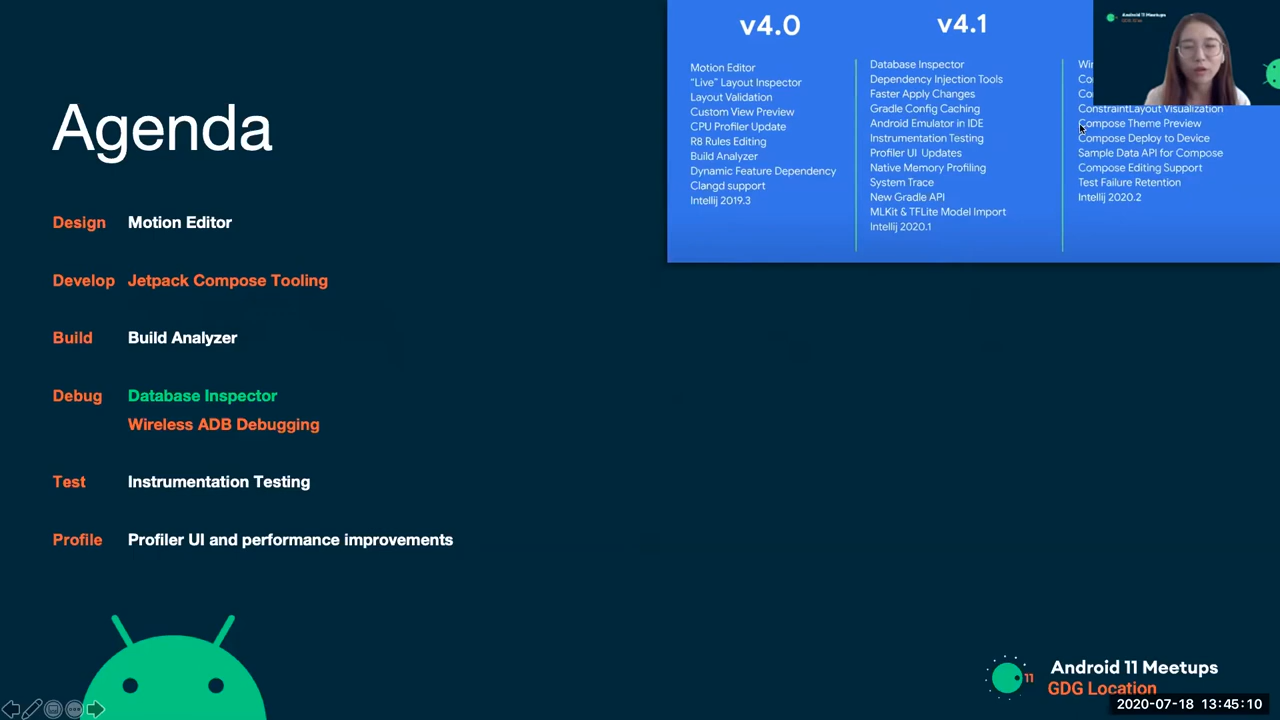 Agenda
Design Motion Editor
Develop Jetpack Compose Tooling
Build Build Analyzer
Debug Database Inspector
Wireless ADB Debugging
Test Instrumentation Testing
Profile Profiler UI and performance improvements
v4.0
Motion Editor
"Live" Layout Inspector
Layout Validation
Custom View Preview
CPU Profiler Update
R8 Rules Editing
Build Analyzer
Dynamic Feature Dependency
Clangd support
Intellij 2019.3
v4.1
Database Inspector
Dependency Injection Tools
Faster Apply Changes
Gradle Config Caching
Android Emulator in IDE
Instrumentation Testing
Profiler UI Updates
Native Memory Profiling
System Trace
New Gradle API
MLKit & TFLite Model Import
Intellij 2020.1
ConstraintLayout Visualization
Compose Theme Preview
Compose Deploy to Device
Sample Data API for Compose
Compose Editing Support
Test Failure Retention
Intellij 2020.2
Android 11 Meetups
11
Android 11 Meetups
GDG Location
2020-07-18 13:45:10